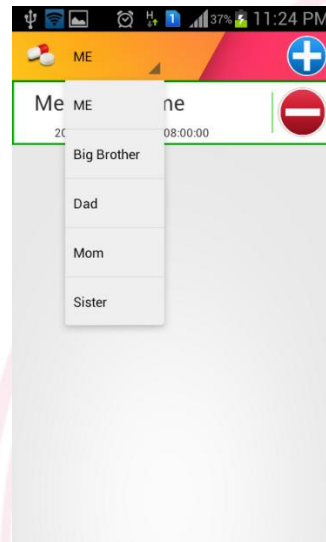 37% 11:24 PM
ME
Me
ne
20
08:00:00
ME
Big Brother
Dad
Mom
Sister